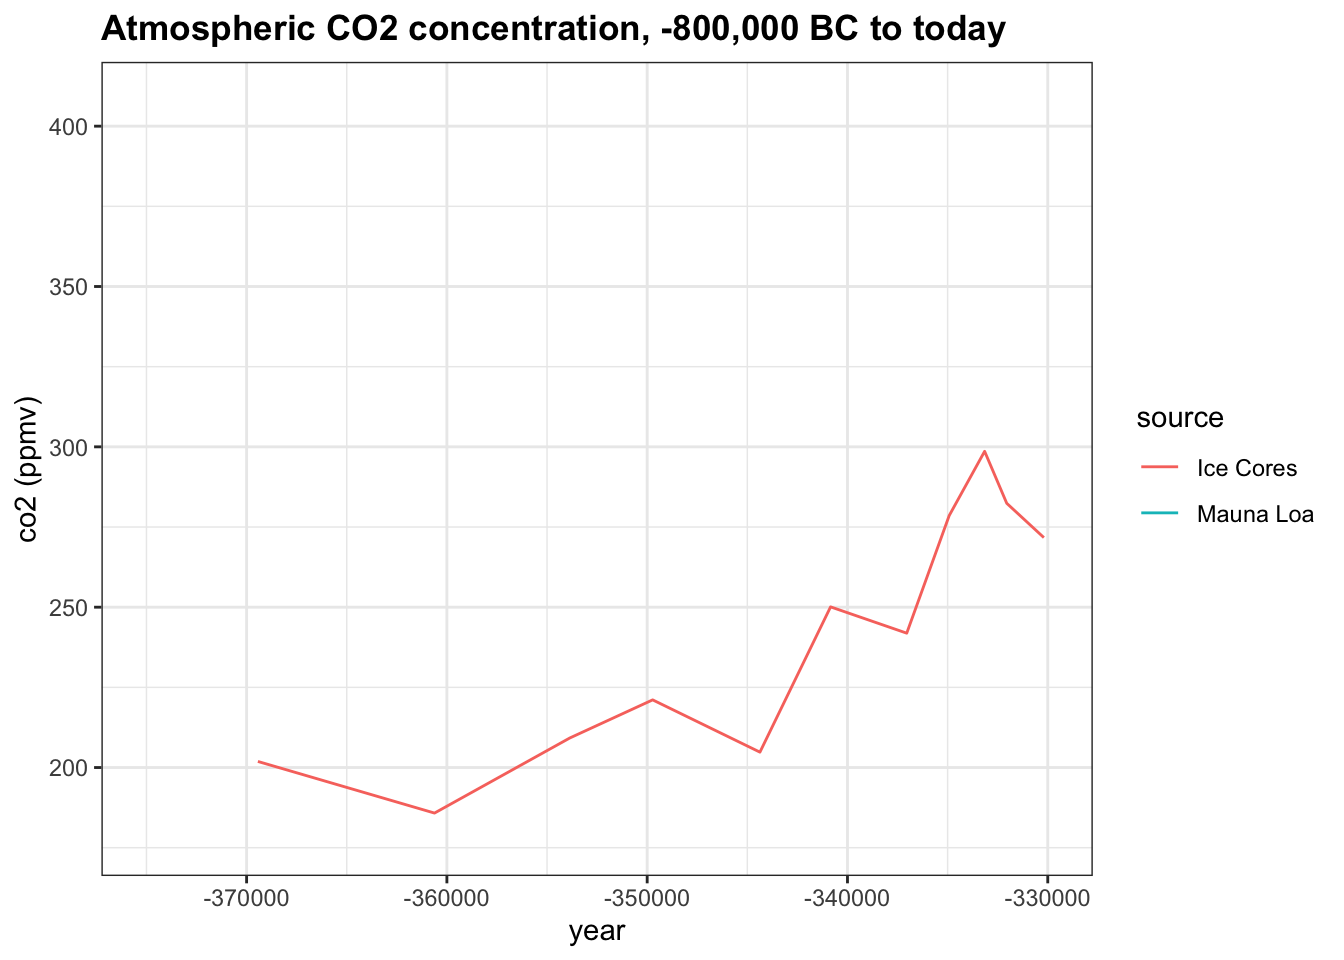 Atmospheric CO2 concentration, -800,000 BC to today
400
350
300
250
200
co2 (ppmv)
-370000
-360000
-350000
-340000
-330000
year
source
Ice Cores
Mauna Loa